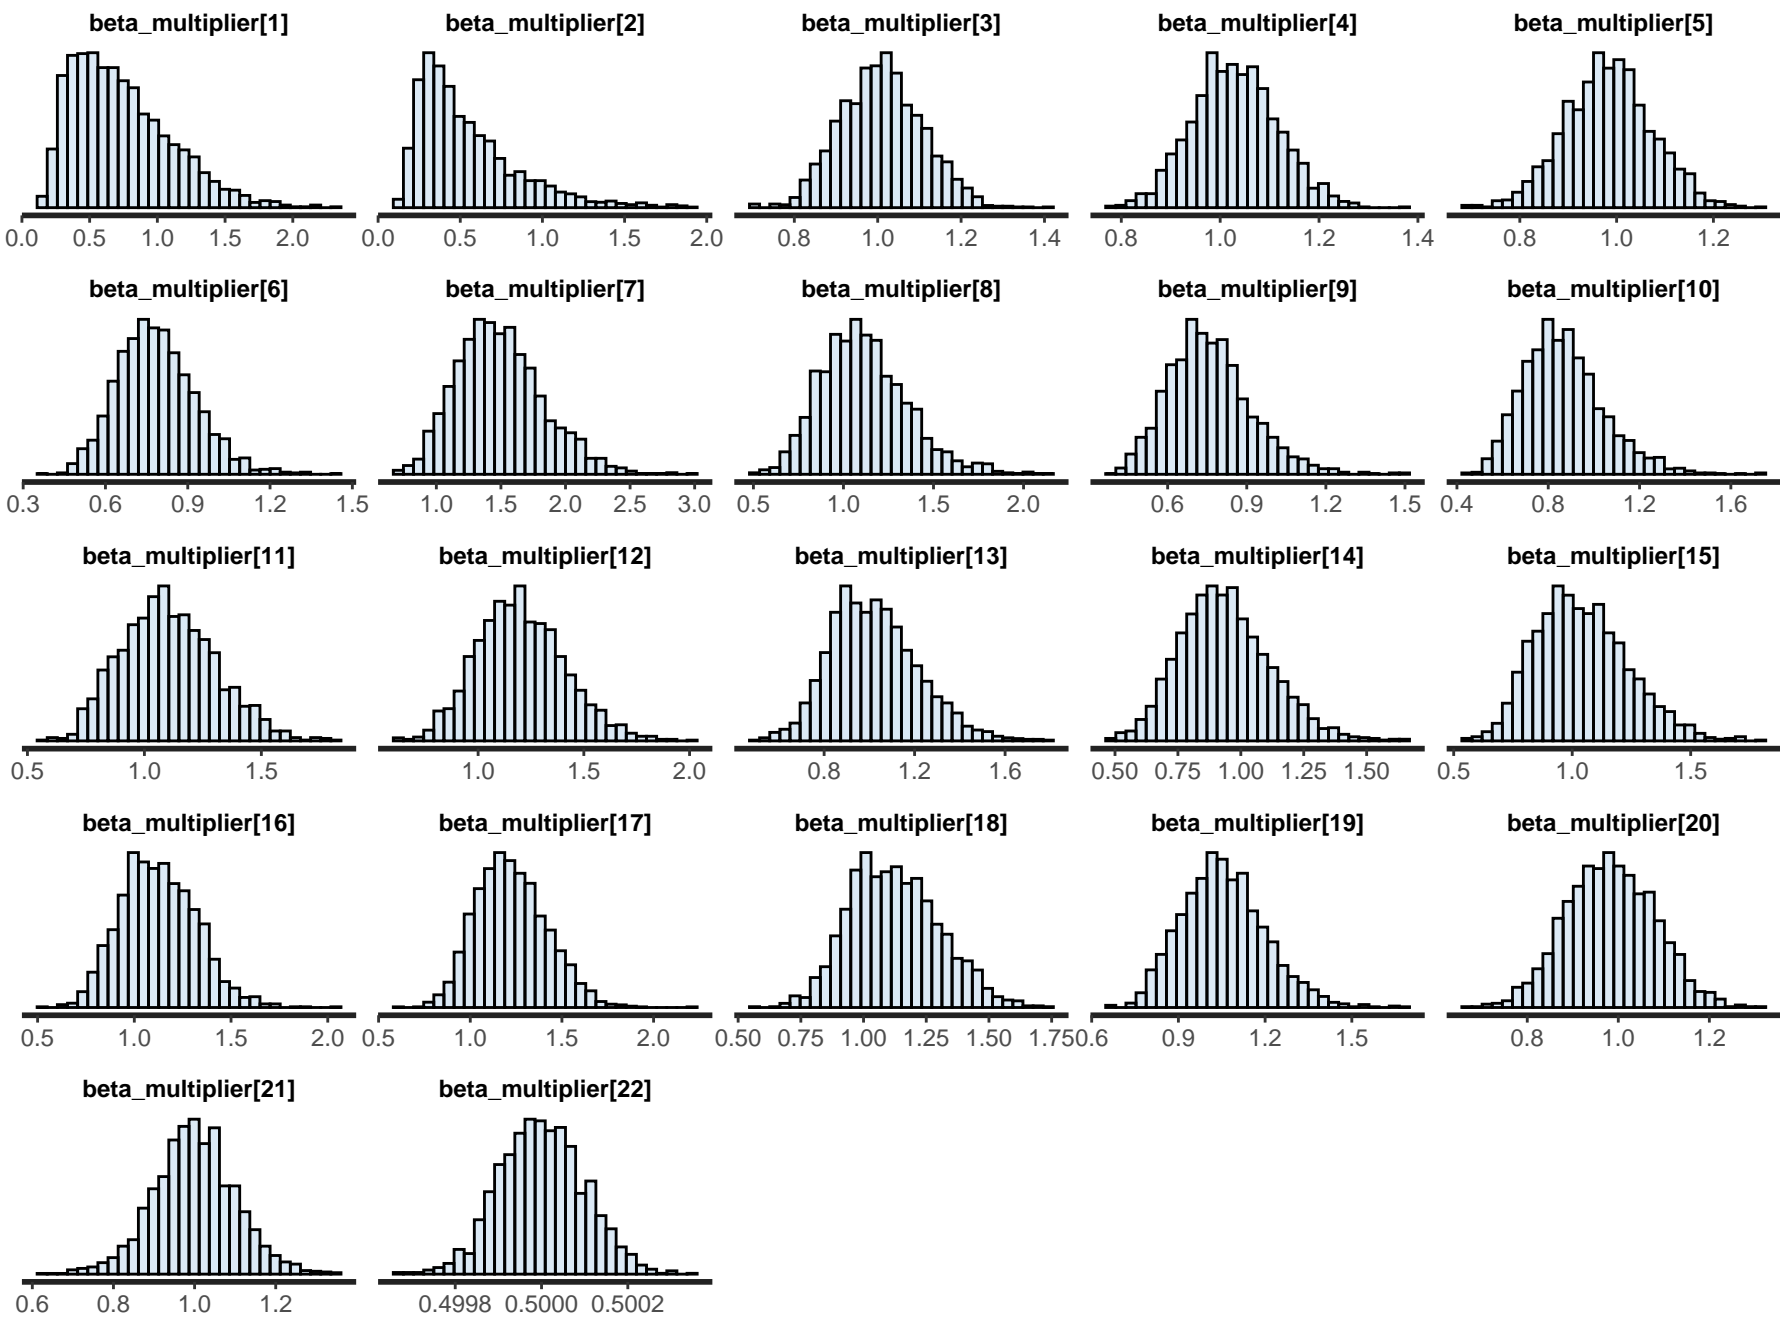 beta_multiplier[1] beta_multiplier[2] beta_multiplier[3] beta_multiplier[4] beta_multiplier[5]
0.0 0.5 1.0 1.5 2.0 0.0 0.5 1.0 1.5 2.0 0.8 1.0 1.2 1.4 0.8 1.0 1.2 1.4 0.8 1.0 1.2
beta_multiplier[6] beta_multiplier[7] beta_multiplier[8] beta_multiplier[9] beta_multiplier[10]
0.3 0.6 0.9 1.2 1.5 1.0 1.5 2.0 2.5 3.0 0.5 1.0 1.5 2.0 0.6 0.9 1.2 1.5 0.4 0.8 1.2 1.6
beta_multiplier[11] beta_multiplier[12] beta_multiplier[13] beta_multiplier[14] beta_multiplier[15]
0.5 1.0 1.5 1.0 1.5 2.0 0.8 1.2 1.6 0.50 0.75 1.00 1.25 1.50 0.5 1.0 1.5
beta_multiplier[16] beta_multiplier[17] beta_multiplier[18] beta_multiplier[19] beta_multiplier[20]
0.5 1.0 1.5 2.0 0.5 1.0 1.5 2.0 0.50 0.75 1.00 1.25 1.50 1.75 0.6 0.9 1.2 1.5 0.8 1.0 1.2
beta_multiplier[21] beta_multiplier[22]
0.6 0.8 1.0 1.2 0.4998 0.5000 0.5002